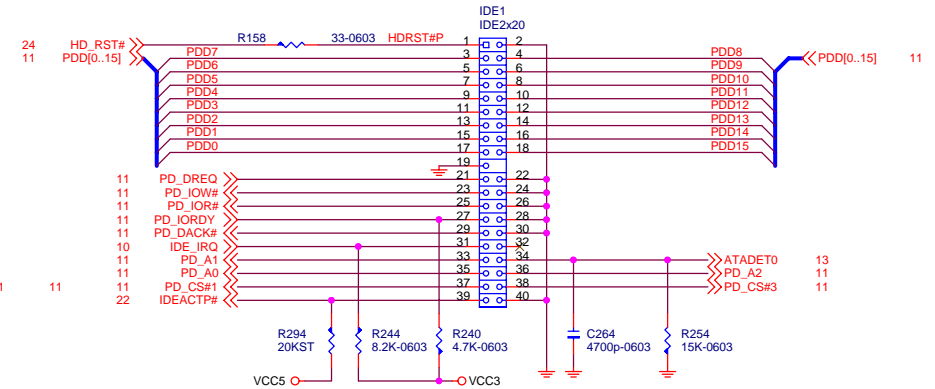 IDE1
IDE2x20
24 HD_RST# R158 33-0603 HDRST#P 1 2
11 PDD[0..15] PDD7 3 4 PDD8 PDD[0..15] 11
PDD6 5 6 PDD9
PDD5 7 8 PDD10
PDD4 9 10 PDD11
PDD3 11 12 PDD12
PDD2 13 14 PDD13
PDD1 15 16 PDD14
PDD0 17 18 PDD15
19
11 PD_DREQ 21 22
11 PD_IOW# 23 24
11 PD_IOR# 25 26
11 PD_IORDY 27 28
11 PD_DACK# 29 30
10 IDE_IRQ 31 32
11 PD_A1 33 34 ATADET0 13
11 PD_A0 35 36 PD_A2 11
1 11 11 PD_CS#1 37 38 PD_CS#3 11
22 IDEACTP# 39 40
R294 R244 R240 C264 R254
20KST 8.2K-0603 4.7K-0603 4700p-0603 15K-0603
VCC5 VCC3